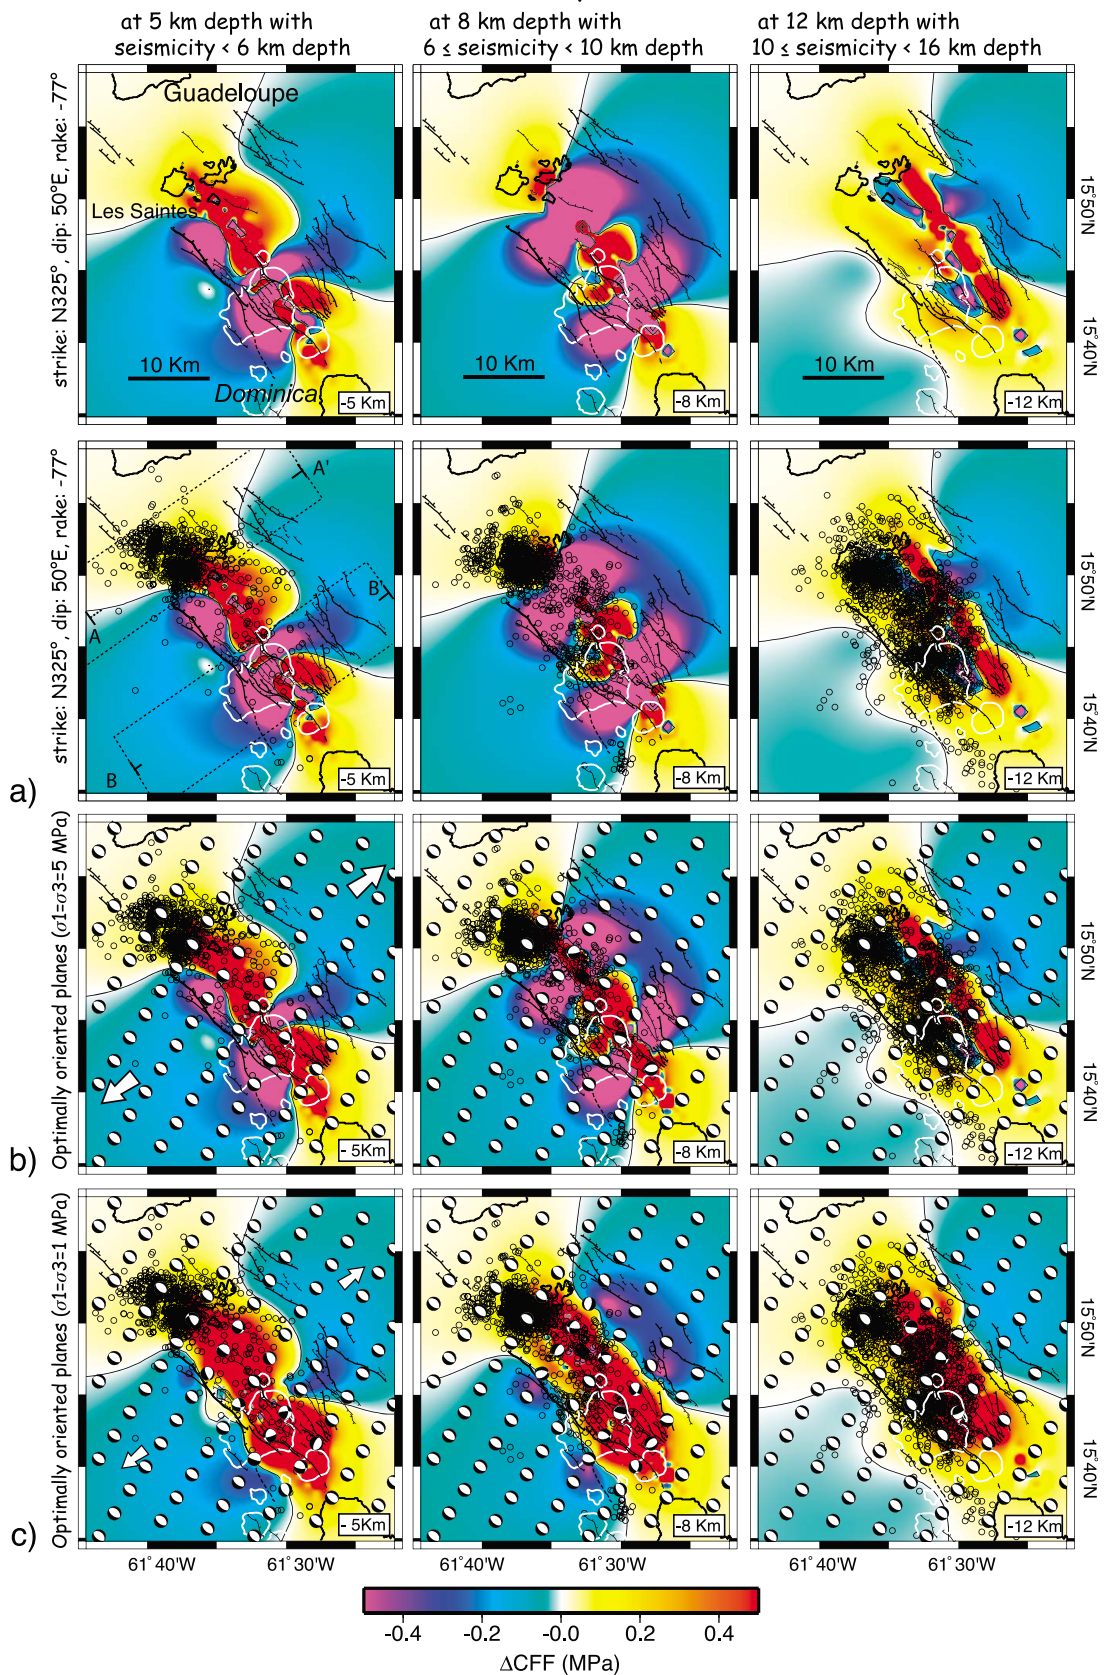 at 5 km depth with
seismicity < 6 km depth
at 8 km depth with
6 ≤ seismicity < 10 km depth
at 12 km depth with
10 ≤ seismicity < 16 km depth
strike: N325°, dip: 50°E, rake: -77°
Guadeloupe
Les Saintes
10 Km
Dominica
-5 Km
10 Km
-8 Km
10 Km
-12 Km
15°50'N
15°40'N
a)
strike: N325°, dip: 50°E, rake: -77°
A'
B
A
B
-5 Km
-8 Km
-12 Km
15°50'N
15°40'N
b)
Optimally oriented planes (σ1=σ3=5 MPa)
- 5Km
-8 Km
-12 Km
15°50'N
15°40'N
c)
Optimally oriented planes (σ1=σ3=1 MPa)
- 5Km
-8 Km
-12 Km
15°50'N
15°40'N
61°40'W
61°30'W
61°30'W
61°40'W
61°30'W
-0.4
-0.2
-0.0
0.2
0.4
ΔCFF (MPa)